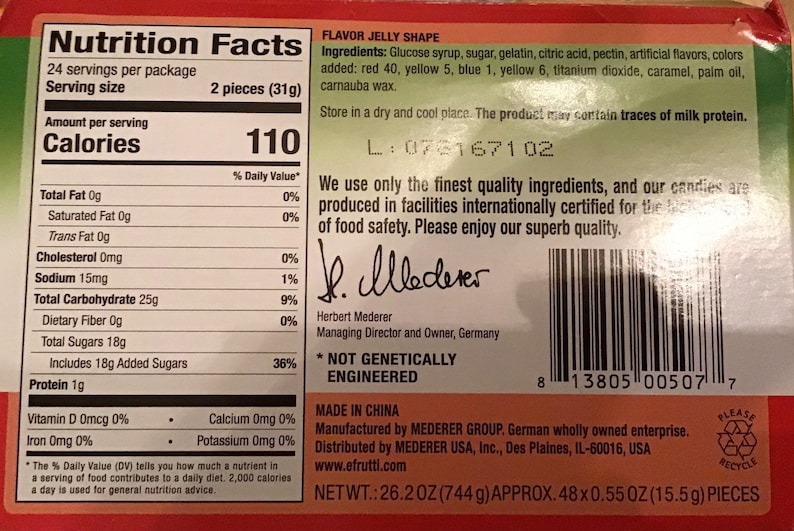 Nutrition Facts
24 servings per package
Serving size 2 pieces (31g)
Amount per serving
Calories 110
% Daily Value*
Total Fat 0g 0%
Saturated Fat 0g 0%
Trans Fat 0g
Cholesterol 0mg 0%
Sodium 15mg 1%
Total Carbohydrate 25g 9%
Dietary Fiber 0g 0%
Total Sugars 18g
Includes 18g Added Sugars 36%
Protein 1g
Vitamin D 0mcg 0% • Calcium 0mg 0%
Iron 0mg 0% • Potassium 0mg 0%
* The % Daily Value (DV) tells you how much a nutrient in
a serving of food contributes to a daily diet. 2,000 calories
a day is used for general nutrition advice.
FLAVOR JELLY SHAPE
Ingredients: Glucose syrup, sugar, gelatin, citric acid, pectin, artificial flavors, colors
added: red 40, yellow 5, blue 1, yellow 6, titanium dioxide, caramel, palm oil,
carnauba wax.
Store in a dry and cool place. The product may contain traces of milk protein.
L:
We use only the finest quality ingredients, and our candies are
produced in facilities internationally certified for the
of food safety. Please enjoy our superb quality.
H. Mederer
Herbert Mederer
Managing Director and Owner, Germany
* NOT GENETICALLY
ENGINEERED
8 13805 00507 7
MADE IN CHINA
Manufactured by MEDERER GROUP. German wholly owned enterprise.
Distributed by MEDERER USA, Inc., Des Plaines, IL-60016, USA
www.efrutti.com
PLEASE
RECYCLE
NET WT.: 26.2 OZ (744 g) APPROX. 48 x 0.55 OZ (15.5 g) PIECES